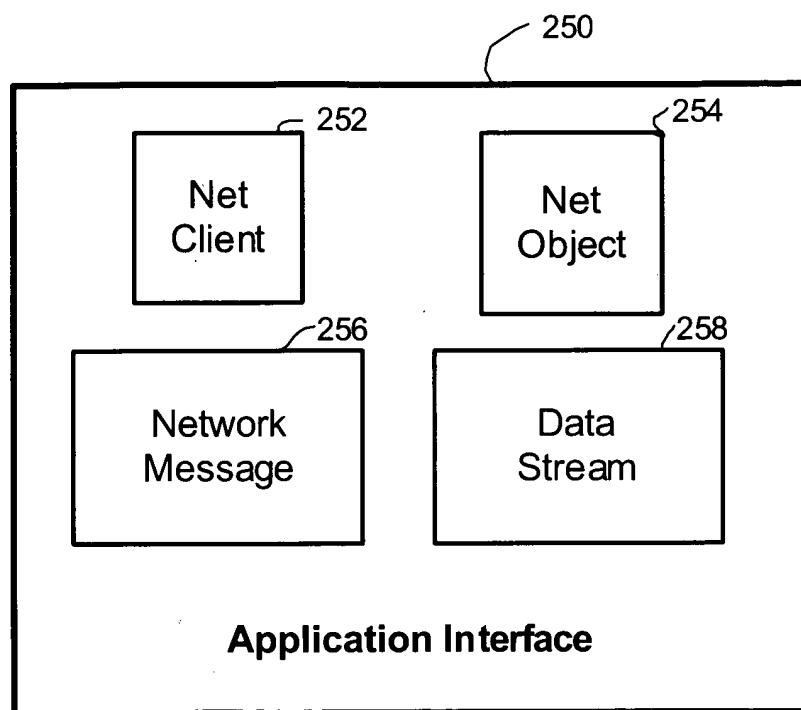 250
252
Net
Client
254
Net
Object
256
Network
Message
258
Data
Stream
Application Interface